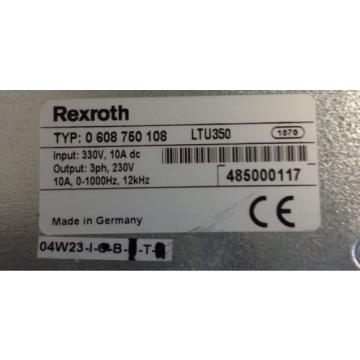 Rexroth
TYP: 0 608 750 108 LTU350 1070
Input: 330V, 10A dc
Output: 3ph, 230V
10A, 0-1000Hz, 12kHz
485000117
Made in Germany CE
04W23-I- -B- -T-